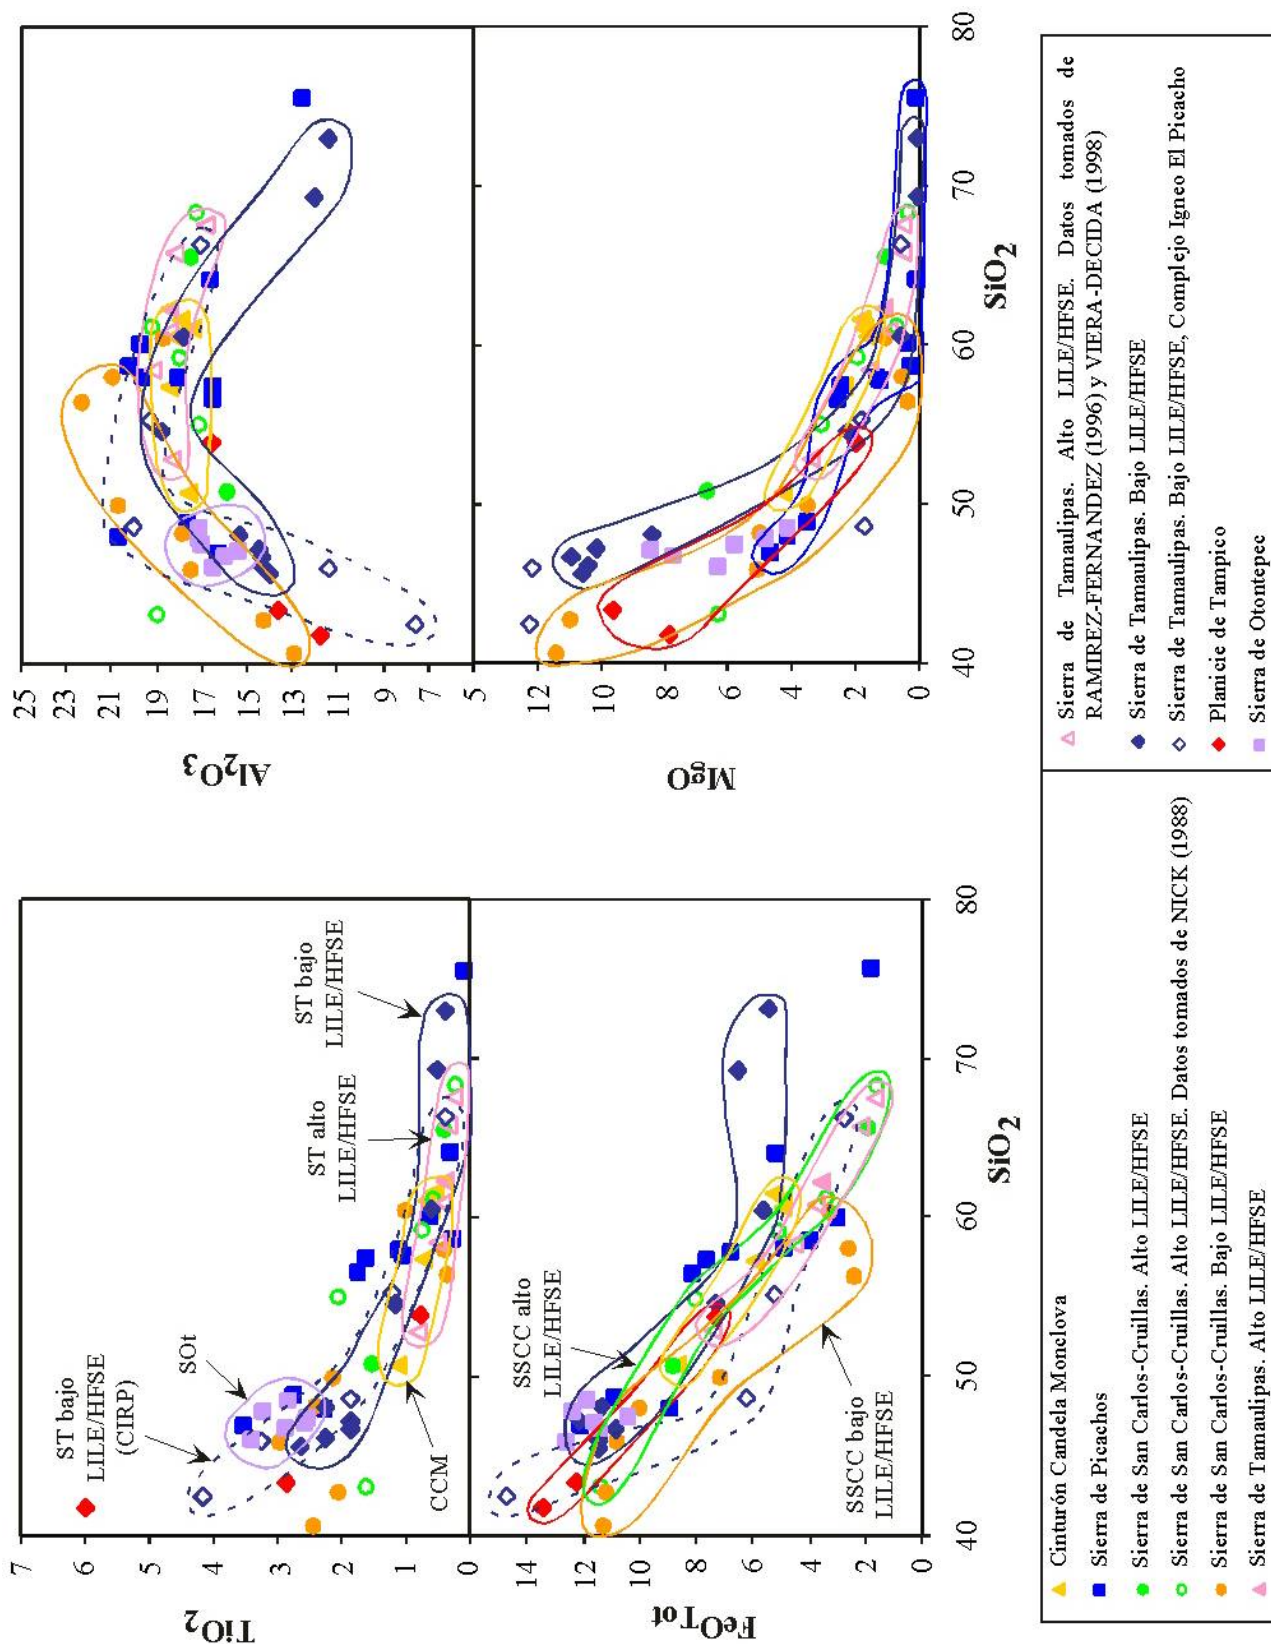 7
6
5
4
3
2
1
0
TiO2
ST bajo
LILE/HFSE
(CIRP)
SOt
CCM
ST alto
LILE/HFSE
ST bajo
LILE/HFSE
14
12
10
8
6
4
2
0
FeOTot
SSCC alto
LILE/HFSE
SSCC bajo
LILE/HFSE
40
50
60
70
80
SiO2
25
23
21
19
17
15
13
11
9
7
5
Al2O3
12
10
8
6
4
2
0
MgO
40
50
60
70
80
SiO2
Cinturón Candela Monclova
Sierra de Picachos
Sierra de San Carlos-Cruillas. Alto LILE/HFSE
Sierra de San Carlos-Cruillas. Alto LILE/HFSE. Datos tomados de NICK (1988)
Sierra de San Carlos-Cruillas. Bajo LILE/HFSE
Sierra de Tamaulipas. Alto LILE/HFSE
Sierra de Tamaulipas. Alto LILE/HFSE. Datos tomados de
RAMIREZ-FERNANDEZ (1996) y VIERA-DECIDA (1998)
Sierra de Tamaulipas. Bajo LILE/HFSE
Sierra de Tamaulipas. Bajo LILE/HFSE, Complejo Igneo El Picacho
Planicie de Tampico
Sierra de Otontepec